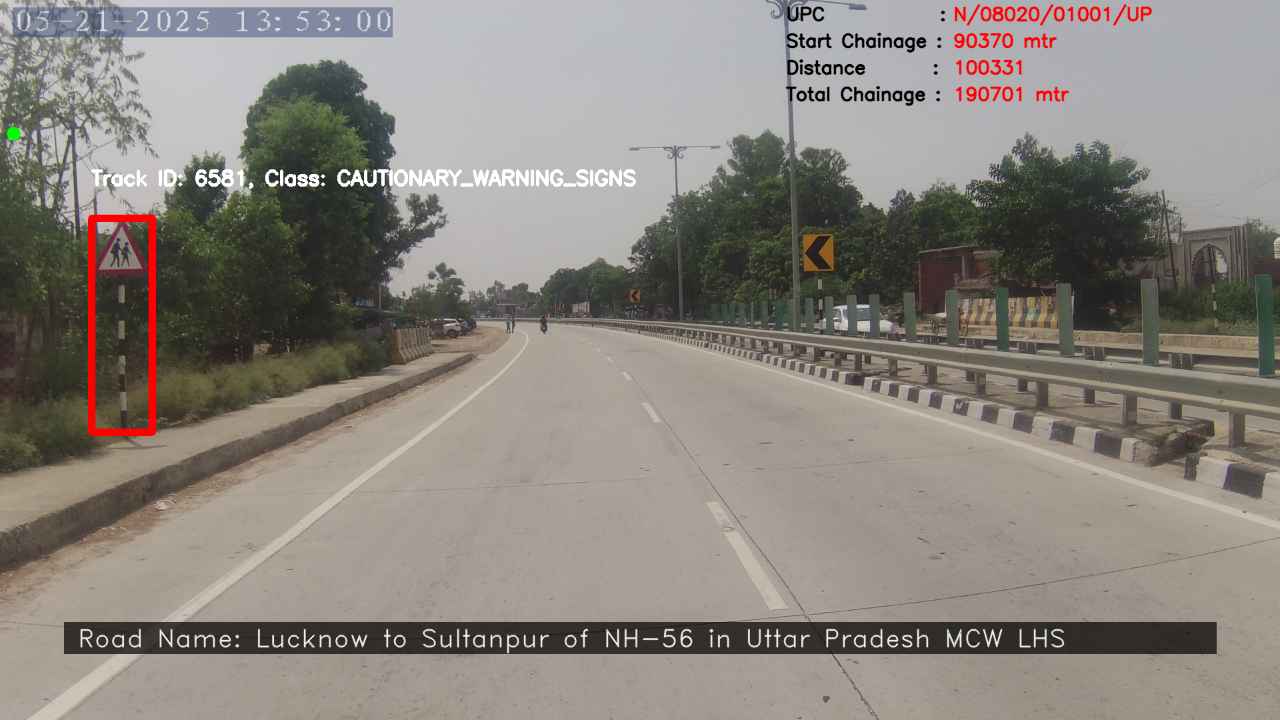 05-21-2025 13:53:00
UPC : N/08020/01001/UP
Start Chainage : 90370 mtr
Distance : 100331
Total Chainage : 190701 mtr
Track ID: 6581, Class: CAUTIONARY_WARNING_SIGNS
Road Name: Lucknow to Sultanpur of NH-56 in Uttar Pradesh MCW LHS